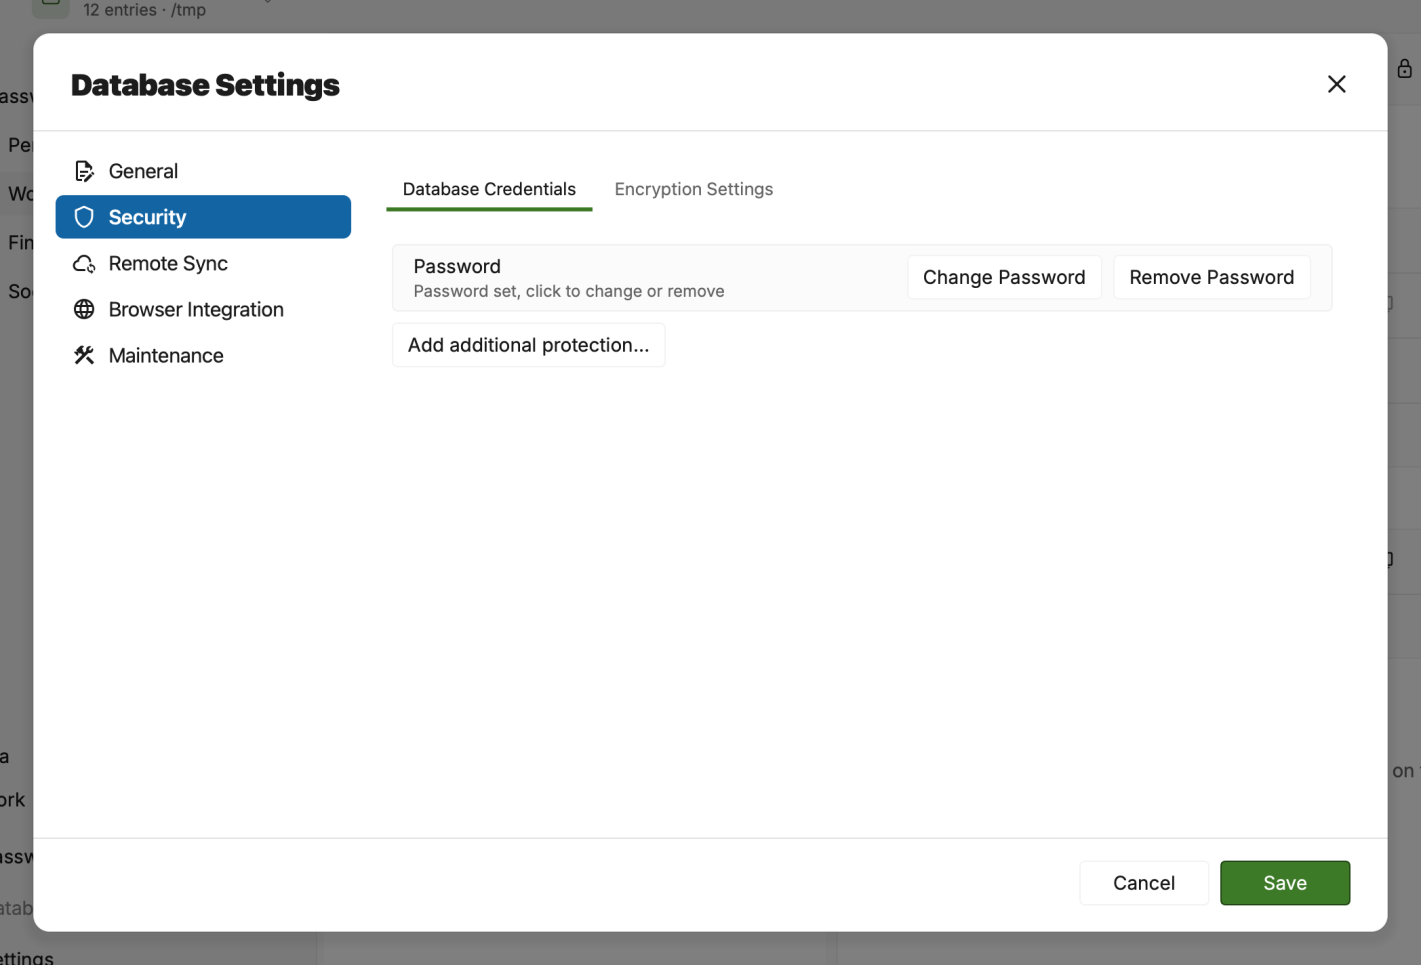 12 entries · /tmp
Database Settings
General
Security
Remote Sync
Browser Integration
Maintenance
Database Credentials
Encryption Settings
Password
Password set, click to change or remove
Change Password
Remove Password
Add additional protection...
Cancel
Save
on